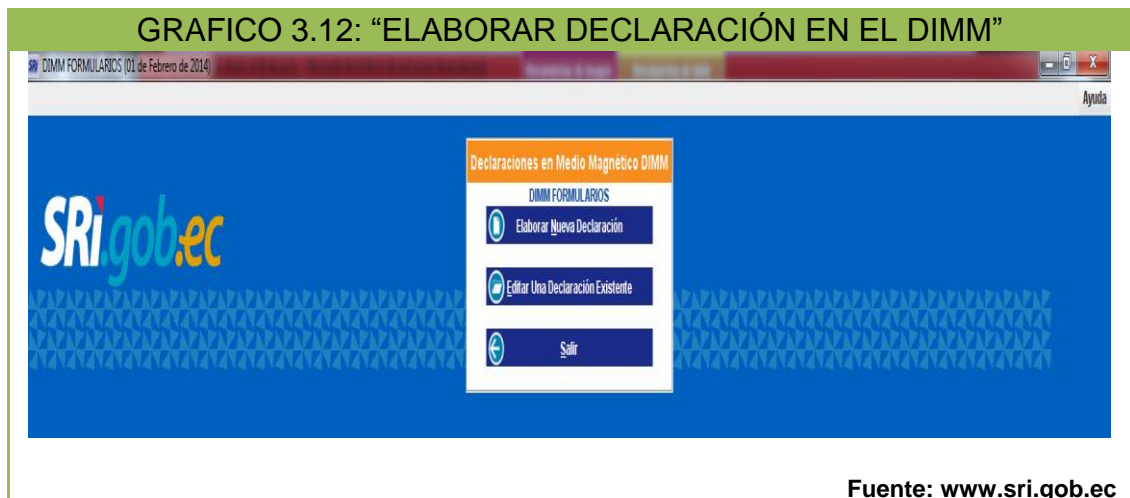 GRAFICO 3.12: “ELABORAR DECLARACIÓN EN EL DIMM”
SRi DIMM FORMULARIOS (01 de Febrero de 2014)
Ayuda
Declaraciones en Medio Magnético DIMM
DIMM FORMULARIOS
Elaborar Nueva Declaración
SRi.gob.ec
Editar Una Declaración Existente
Salir
Fuente: www.sri.gob.ec